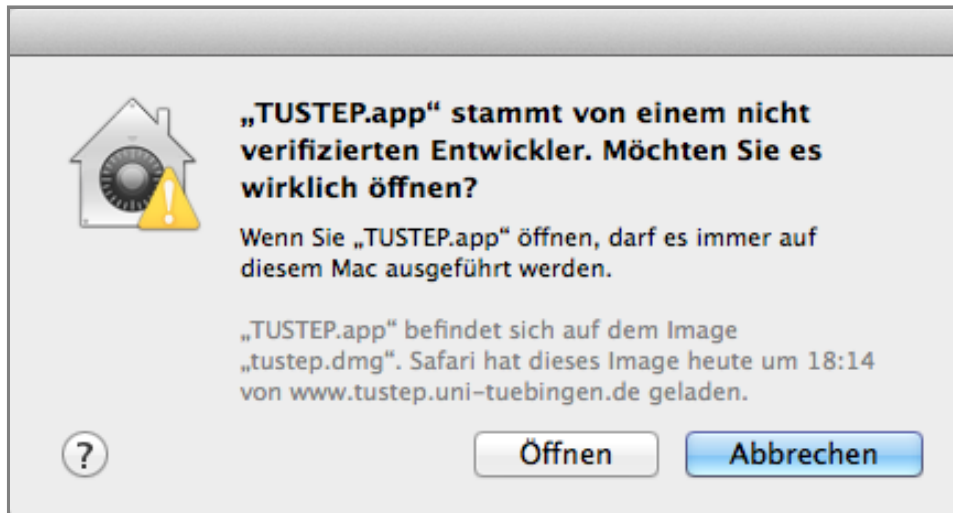 „TUSTEP.app“ stammt von einem nicht
verifizierten Entwickler. Möchten Sie es
wirklich öffnen?
Wenn Sie „TUSTEP.app“ öffnen, darf es immer auf
diesem Mac ausgeführt werden.
„TUSTEP.app“ befindet sich auf dem Image
„tustep.dmg“. Safari hat dieses Image heute um 18:14
von www.tustep.uni-tuebingen.de geladen.
? Öffnen Abbrechen